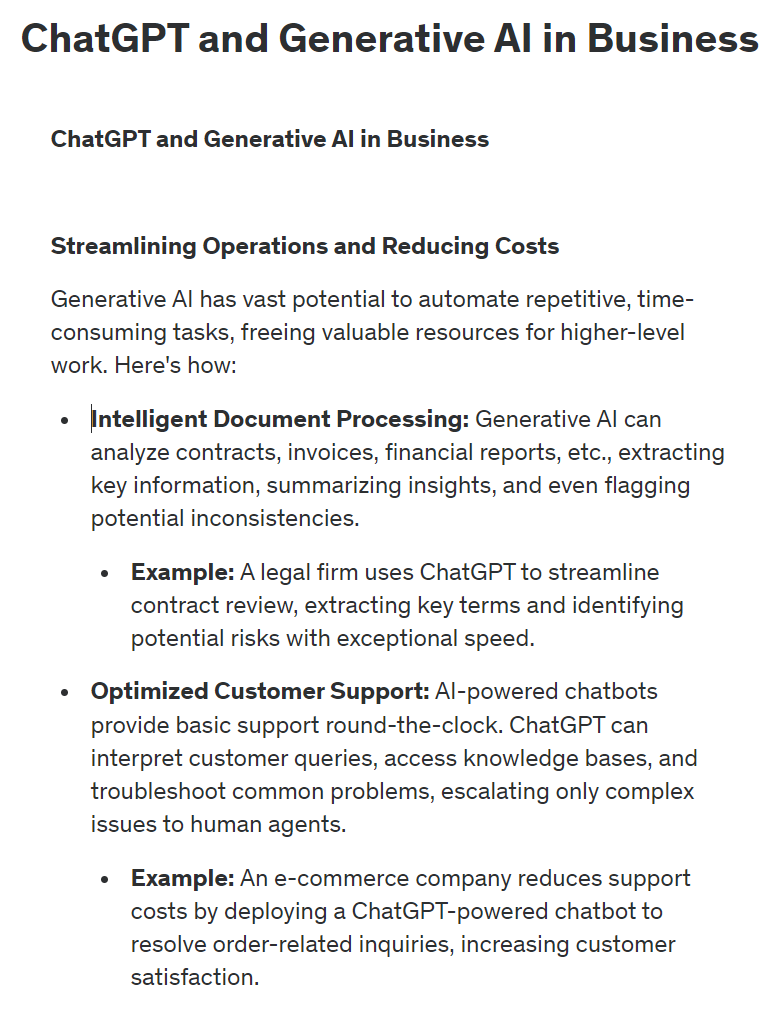 ChatGPT and Generative AI in Business
ChatGPT and Generative AI in Business
Streamlining Operations and Reducing Costs
Generative AI has vast potential to automate repetitive, time-
consuming tasks, freeing valuable resources for higher-level
work. Here's how:
• Intelligent Document Processing: Generative AI can
analyze contracts, invoices, financial reports, etc., extracting
key information, summarizing insights, and even flagging
potential inconsistencies.
• Example: A legal firm uses ChatGPT to streamline
contract review, extracting key terms and identifying
potential risks with exceptional speed.
• Optimized Customer Support: AI-powered chatbots
provide basic support round-the-clock. ChatGPT can
interpret customer queries, access knowledge bases, and
troubleshoot common problems, escalating only complex
issues to human agents.
• Example: An e-commerce company reduces support
costs by deploying a ChatGPT-powered chatbot to
resolve order-related inquiries, increasing customer
satisfaction.